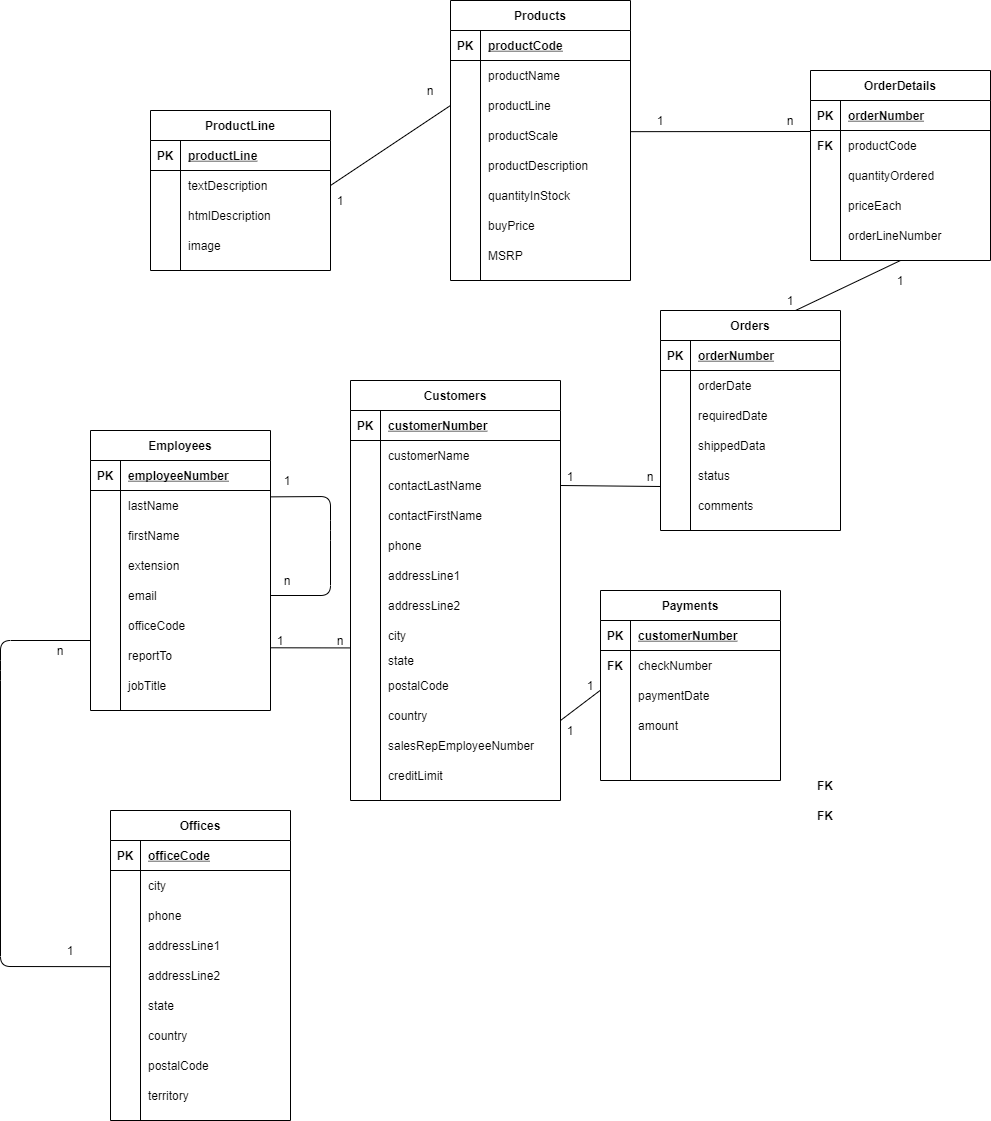 Products
PK productCode
productName
productLine
productScale
productDescription
quantityInStock
buyPrice
MSRP
n
1
ProductLine
PK productLine
textDescription
htmlDescription
image
1
n
OrderDetails
PK orderNumber
FK productCode
quantityOrdered
priceEach
orderLineNumber
1
1
Orders
PK orderNumber
orderDate
requiredDate
shippedData
status
comments
Customers
PK customerNumber
customerName
contactLastName
contactFirstName
phone
addressLine1
addressLine2
city
state
postalCode
country
salesRepEmployeeNumber
creditLimit
1
n
Employees
PK employeeNumber
lastName
firstName
extension
email
officeCode
reportTo
jobTitle
1
n
1
n
n
1
Payments
PK customerNumber
FK checkNumber
paymentDate
amount
1
1
FK
FK
Offices
PK officeCode
city
phone
addressLine1
addressLine2
state
country
postalCode
territory